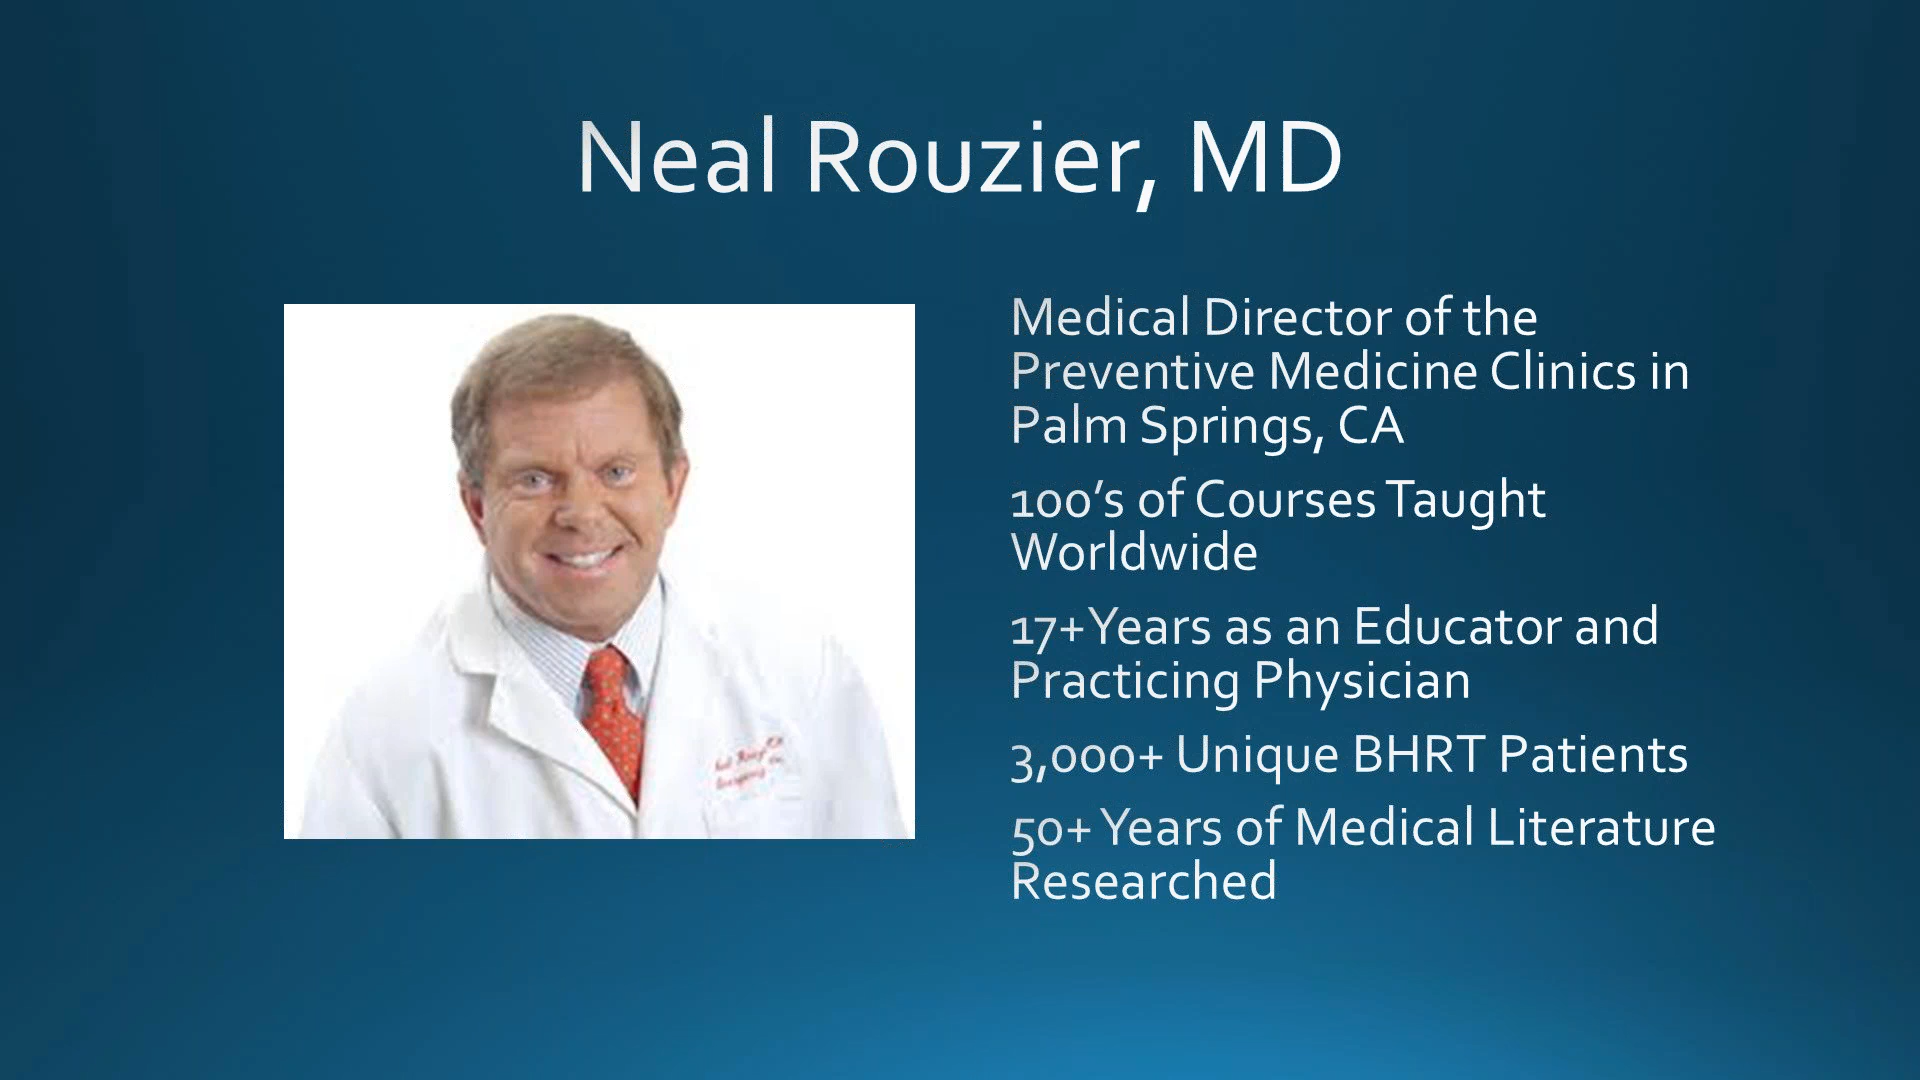 Neal Rouzier, MD
Medical Director of the
Preventive Medicine Clinics in
Palm Springs, CA
100’s of Courses Taught
Worldwide
17+ Years as an Educator and
Practicing Physician
3,000+ Unique BHRT Patients
50+ Years of Medical Literature
Researched